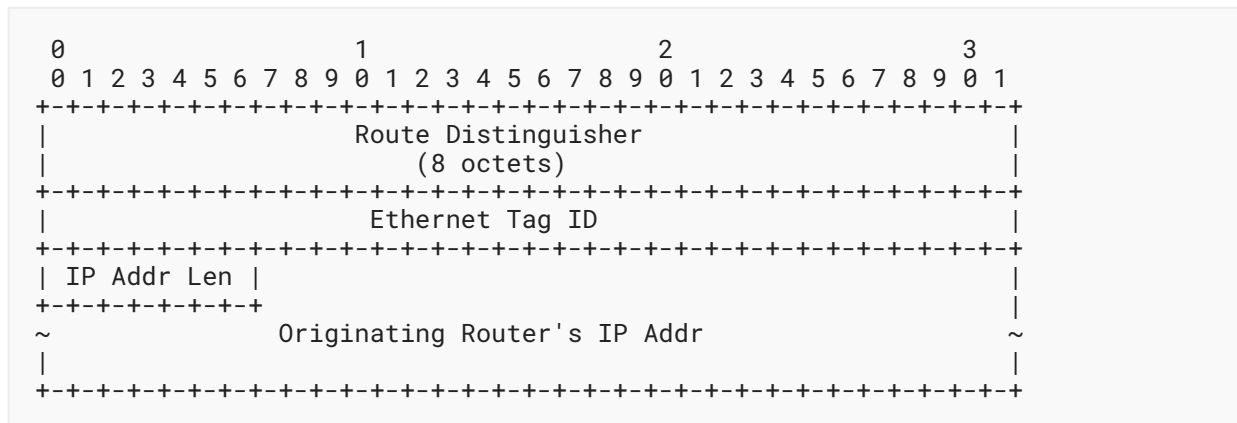 0                   1                   2                   3
 0 1 2 3 4 5 6 7 8 9 0 1 2 3 4 5 6 7 8 9 0 1 2 3 4 5 6 7 8 9 0 1
+-+-+-+-+-+-+-+-+-+-+-+-+-+-+-+-+-+-+-+-+-+-+-+-+-+-+-+-+-+-+-+-+
|                    Route Distinguisher                        |
|                        (8 octets)                             |
+-+-+-+-+-+-+-+-+-+-+-+-+-+-+-+-+-+-+-+-+-+-+-+-+-+-+-+-+-+-+-+-+
|                     Ethernet Tag ID                           |
+-+-+-+-+-+-+-+-+-+-+-+-+-+-+-+-+-+-+-+-+-+-+-+-+-+-+-+-+-+-+-+-+
| IP Addr Len |                                                 |
+-+-+-+-+-+-+-+                                                 |
~               Originating Router's IP Addr                    ~
|                                                               |
+-+-+-+-+-+-+-+-+-+-+-+-+-+-+-+-+-+-+-+-+-+-+-+-+-+-+-+-+-+-+-+-+